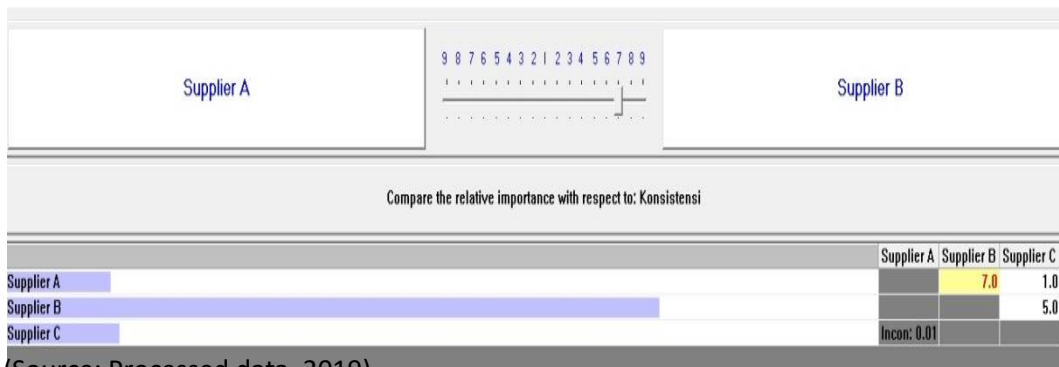 9 8 7 6 5 4 3 2 1 2 3 4 5 6 7 8 9
Supplier A Supplier B
Compare the relative importance with respect to: Konsistensi
Supplier A Supplier B Supplier C
Supplier A 7.0 1.0
Supplier B 5.0
Supplier C Incon: 0.01
(Source: Processed data, 2019)